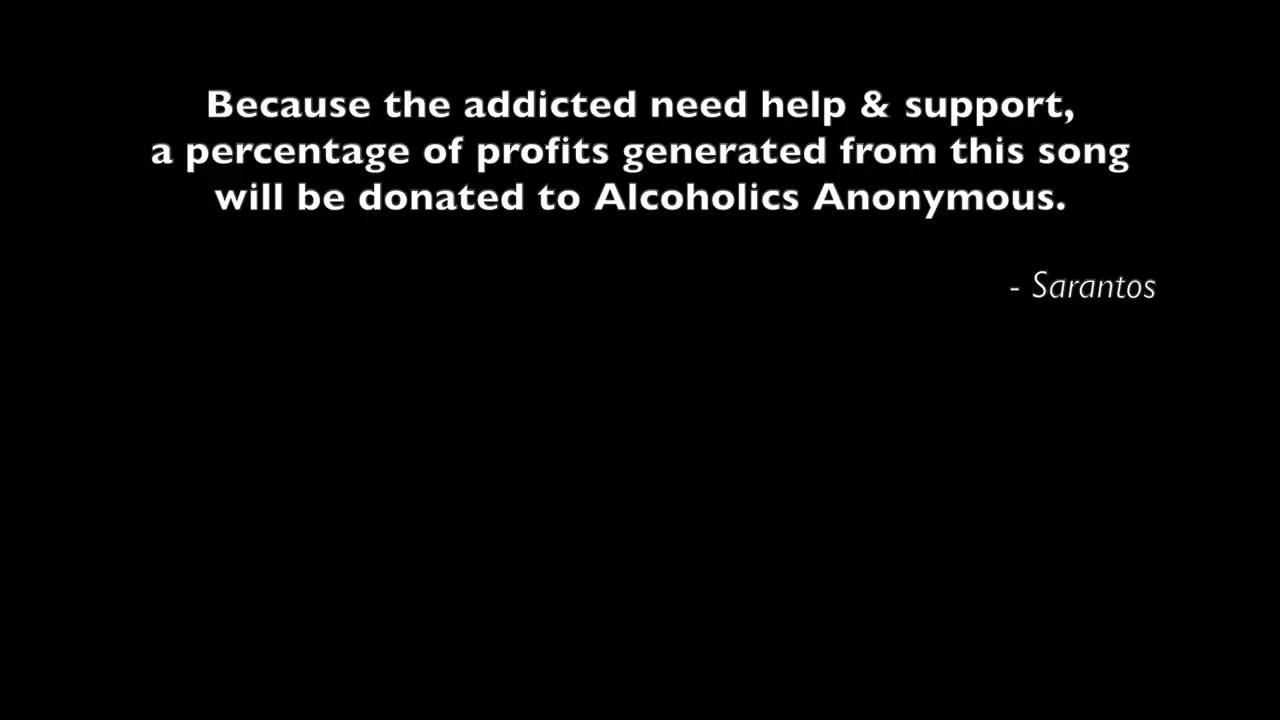 Because the addicted need help & support,
a percentage of profits generated from this song
will be donated to Alcoholics Anonymous.
- Sarantos